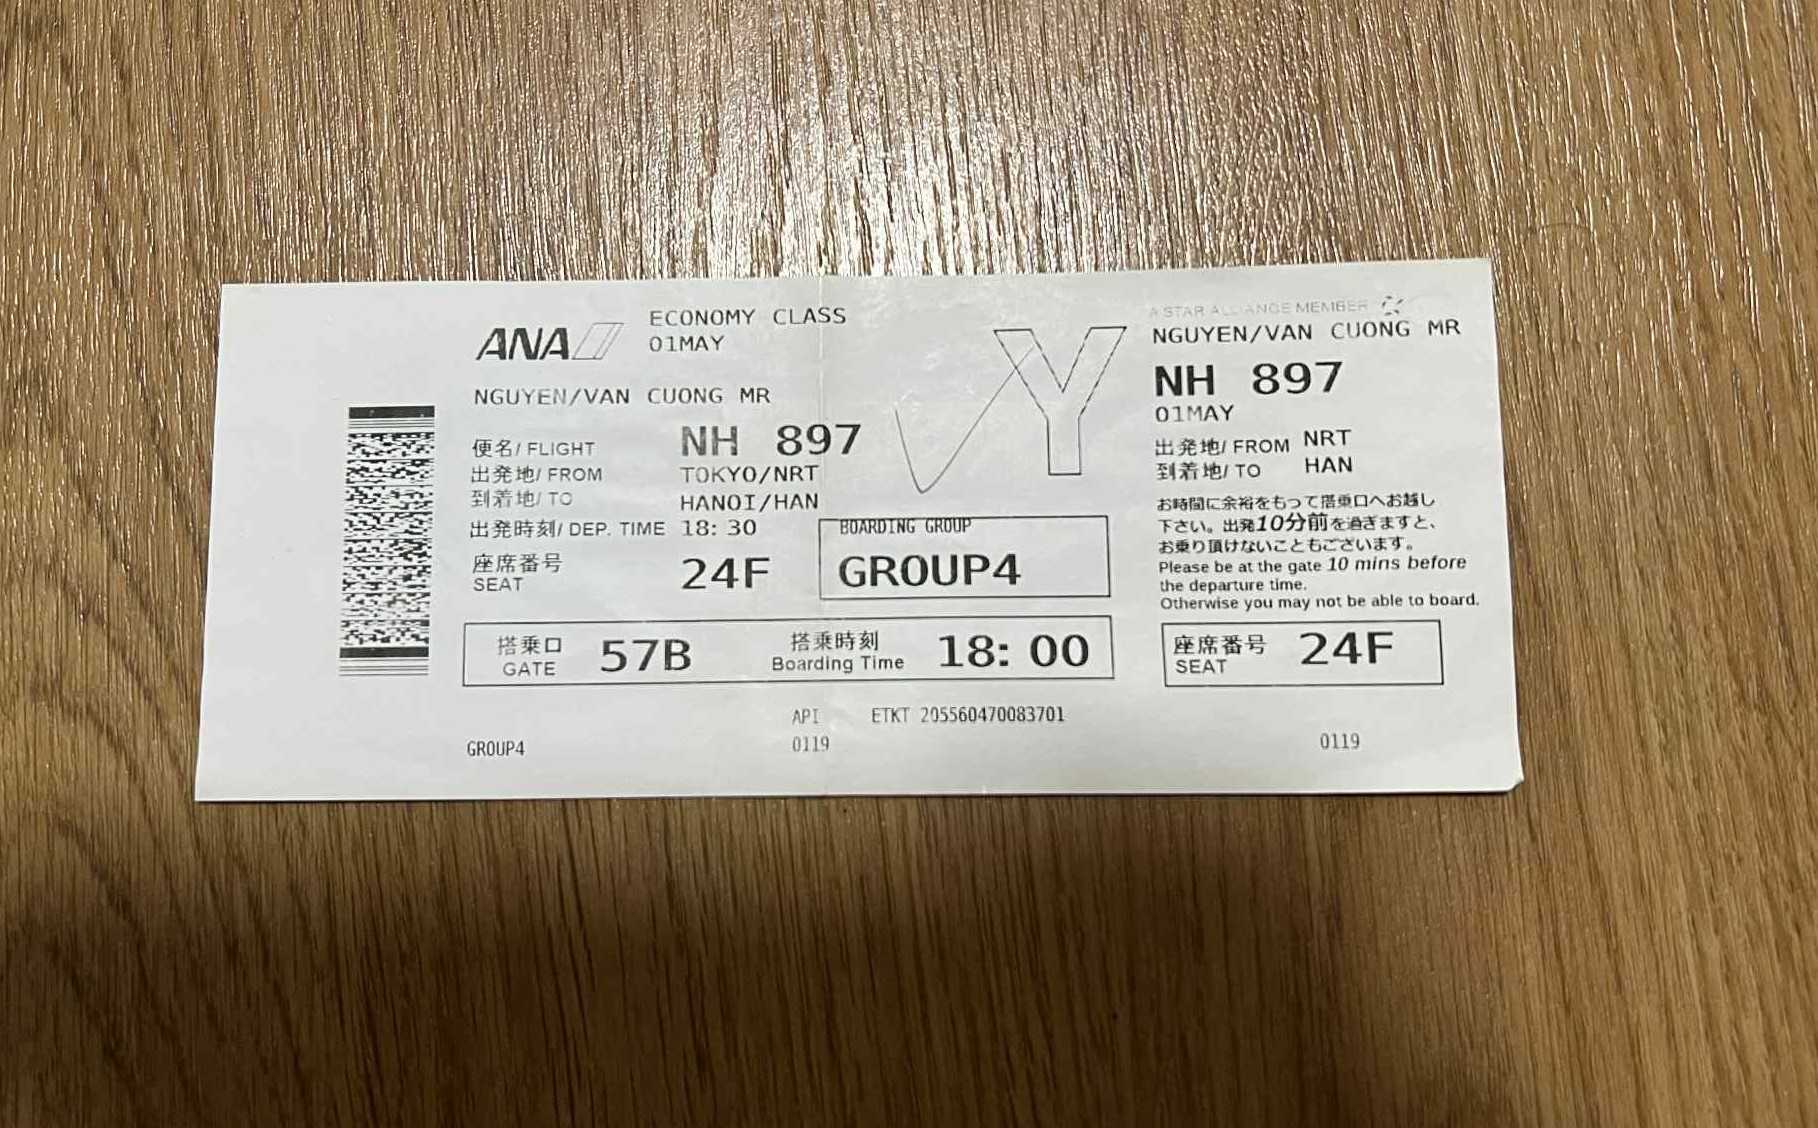 ANA
ECONOMY CLASS
01MAY
NGUYEN/VAN CUONG MR
便名/ FLIGHT NH 897
出発地/ FROM TOKYO/NRT
到着地/ TO HANOI/HAN
出発時刻/ DEP. TIME 18: 30
座席番号
SEAT
24F
BOARDING GROUP
GROUP4
搭乗口
GATE
57B
搭乗時刻
Boarding Time
18: 00
API ETKT 205560470083701
GROUP4 0119
Y
A STAR ALLIANCE MEMBER
NGUYEN/VAN CUONG MR
NH 897
01MAY
出発地/ FROM NRT
到着地/ TO HAN
お時間に余裕をもって搭乗口へお越し
下さい。出発10分前を過ぎますと、
お乗り頂けないこともございます。
Please be at the gate 10 mins before
the departure time.
Otherwise you may not be able to board.
座席番号
SEAT
24F
0119